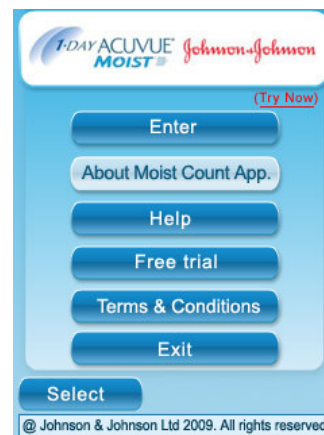 1-DAY ACUVUE® Johnson & Johnson
MOIST
(Try Now)
Enter
About Moist Count App.
Help
Free trial
Terms & Conditions
Exit
Select
@ Johnson & Johnson Ltd 2009. All rights reserved